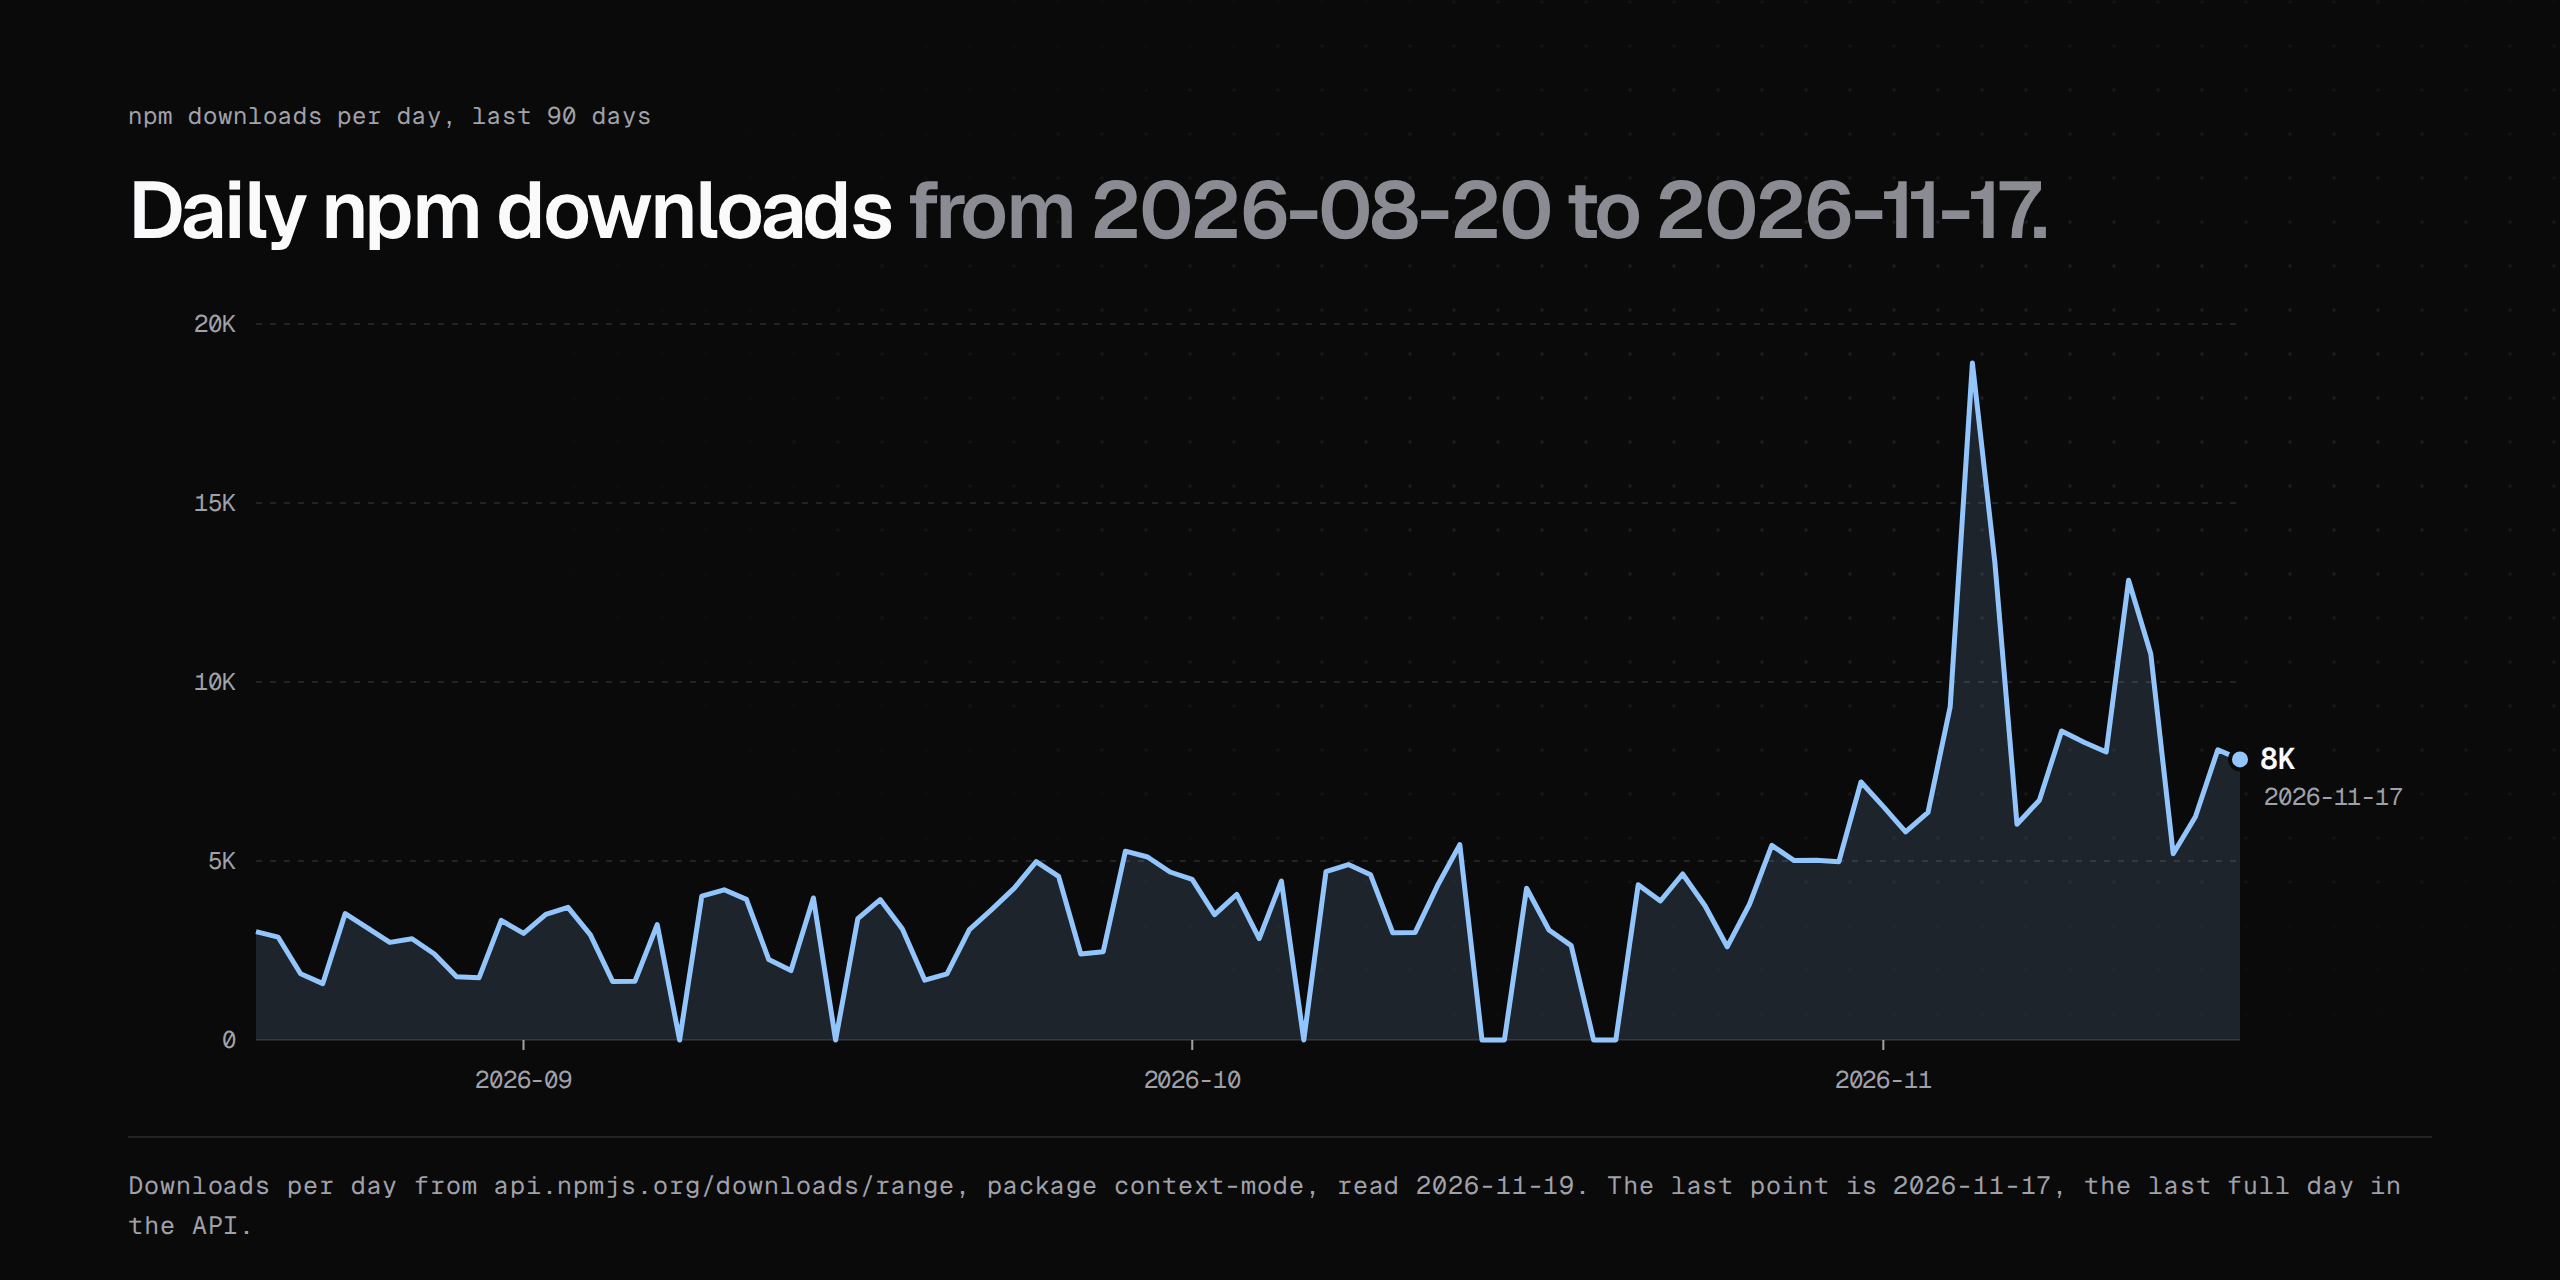 npm downloads per day, last 90 days
Daily npm downloads from 2026-08-20 to 2026-11-17.
20K
15K
10K
5K
0
8K
2026-11-17
2026-09
2026-10
2026-11
Downloads per day from api.npmjs.org/downloads/range, package context-mode, read 2026-11-19. The last point is 2026-11-17, the last full day in
the API.